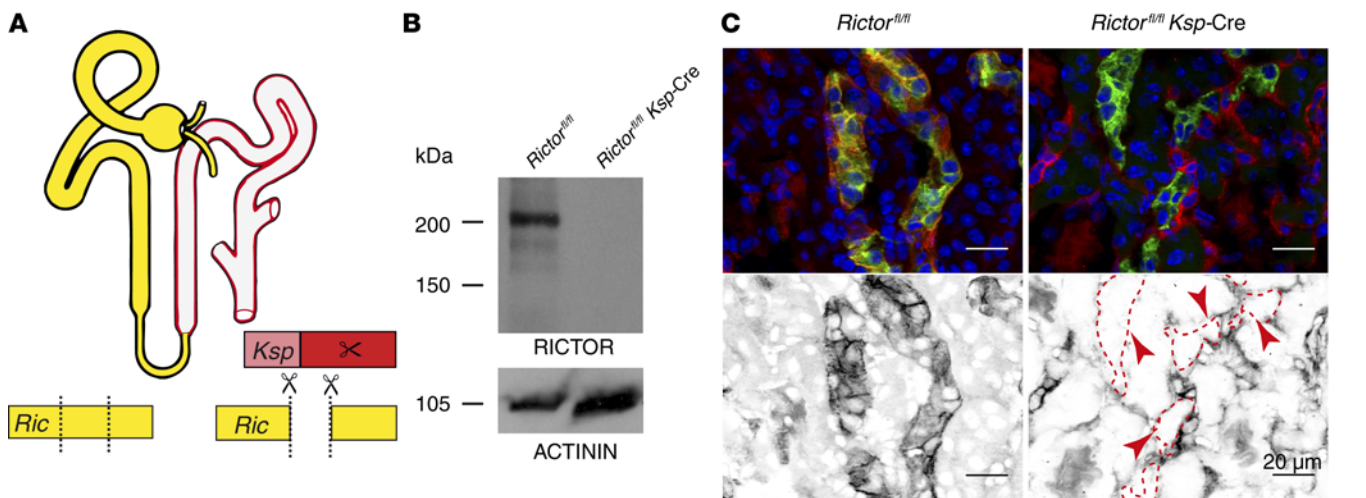 A
Ksp
Ric
Ric
B
kDa
Rictorfl/fl
Rictorfl/fl Ksp-Cre
200
150
RICTOR
105
ACTININ
C
Rictorfl/fl
Rictorfl/fl Ksp-Cre
20 µm